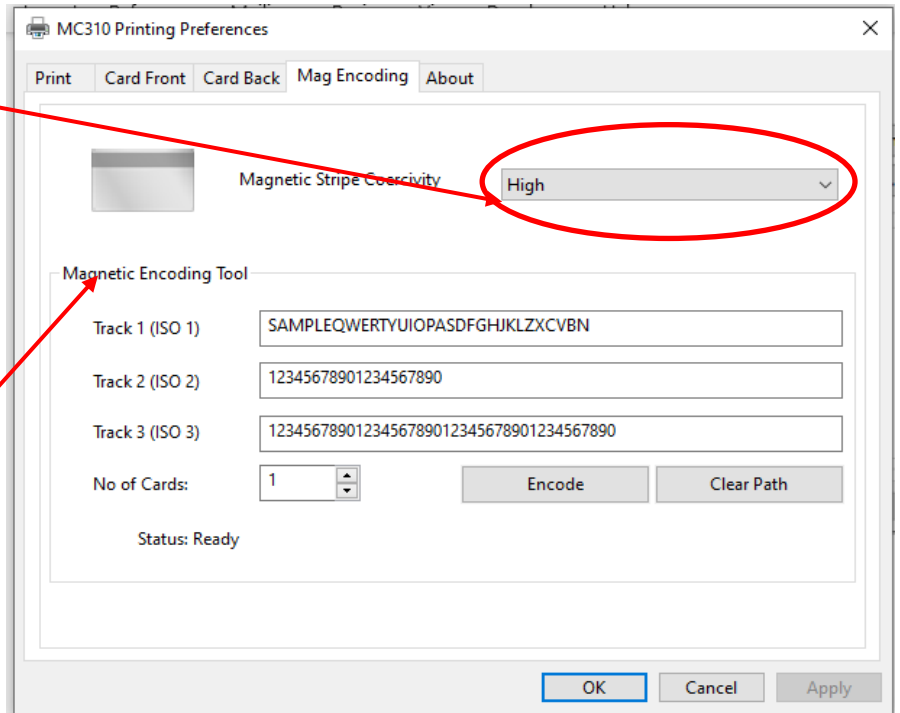 MC310 Printing Preferences
Print Card Front Card Back Mag Encoding About
Magnetic Stripe Coercivity High
Magnetic Encoding Tool
Track 1 (ISO 1) SAMPLEQWERTYUIOPASDFGHJKLZXCVBN
Track 2 (ISO 2) 12345678901234567890
Track 3 (ISO 3) 1234567890123456789012345678901234567890
No of Cards: 1 Encode Clear Path
Status: Ready
OK Cancel Apply